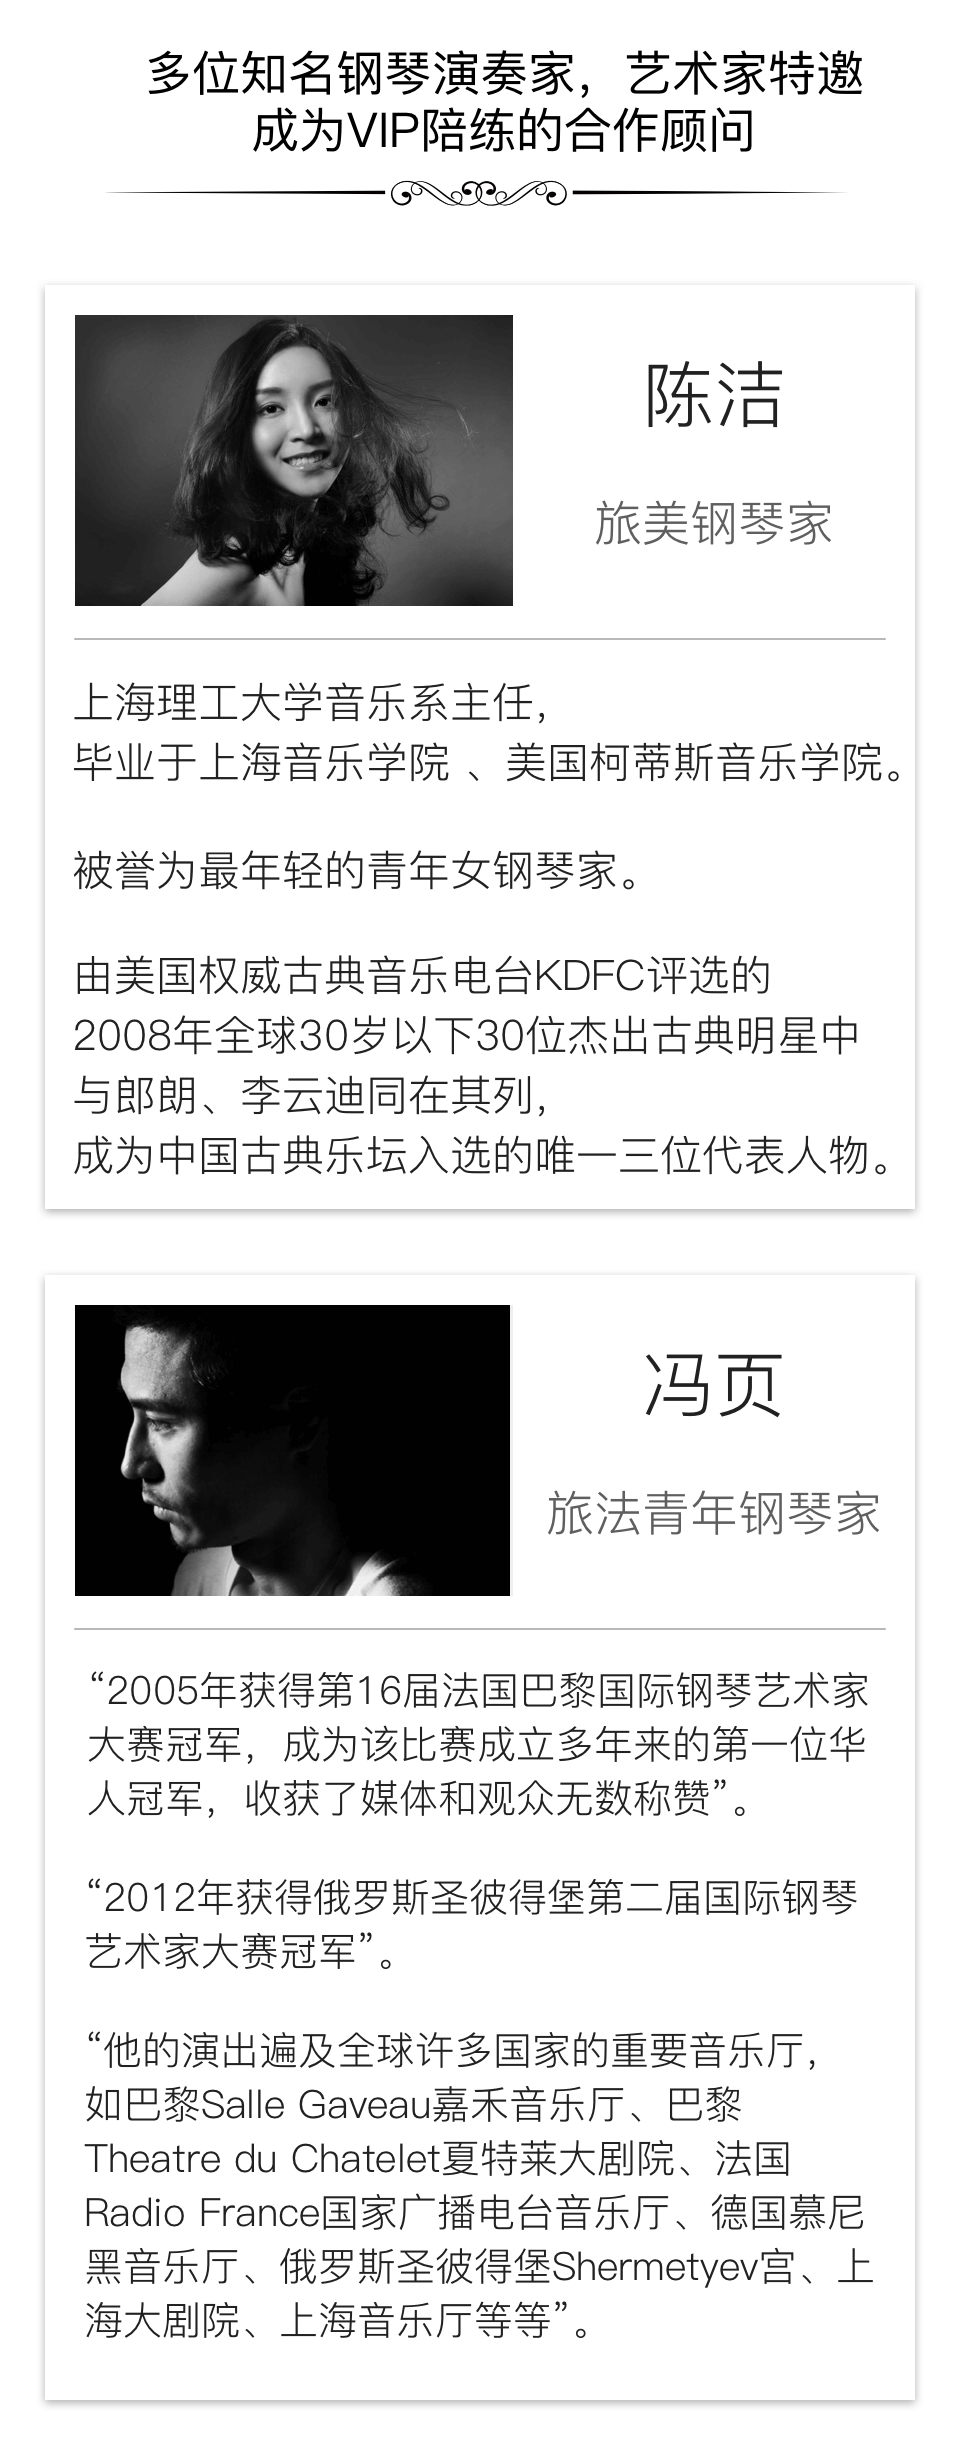 多位知名钢琴演奏家，艺术家特邀
成为VIP陪练的合作顾问
陈洁
旅美钢琴家
上海理工大学音乐系主任，
毕业于上海音乐学院 、美国柯蒂斯音乐学院。
被誉为最年轻的青年女钢琴家。
由美国权威古典音乐电台KDFC评选的
2008年全球30岁以下30位杰出古典明星中
与郎朗、李云迪同在其列，
成为中国古典乐坛入选的唯一三位代表人物。
冯页
旅法青年钢琴家
“2005年获得第16届法国巴黎国际钢琴艺术家
大赛冠军，成为该比赛成立多年来的第一位华
人冠军，收获了媒体和观众无数称赞”。
“2012年获得俄罗斯圣彼得堡第二届国际钢琴
艺术家大赛冠军”。
“他的演出遍及全球许多国家的重要音乐厅，
如巴黎Salle Gaveau嘉禾音乐厅、巴黎
Theatre du Chatelet夏特莱大剧院、法国
Radio France国家广播电台音乐厅、德国慕尼
黑音乐厅、俄罗斯圣彼得堡Shermetyev宫、上
海大剧院、上海音乐厅等等”。